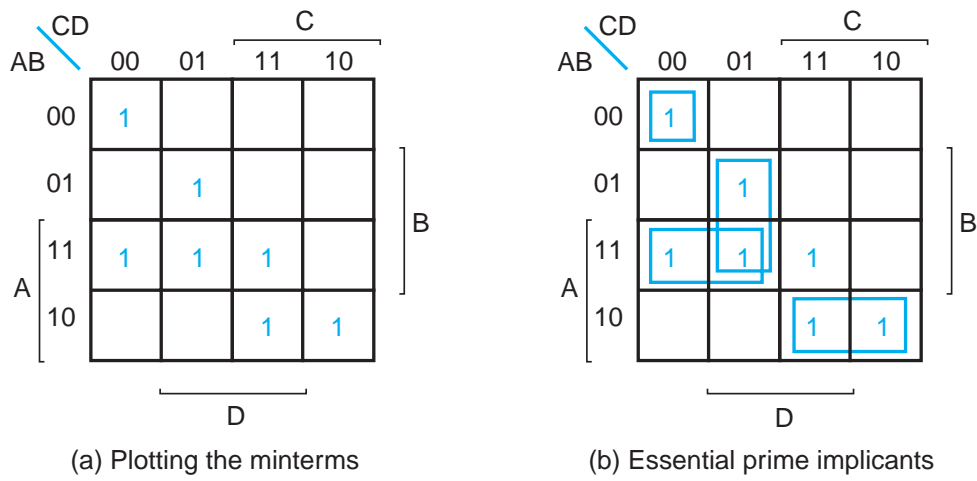 CD C CD C
AB 00 01 11 10 AB 00 01 11 10
00 1 00 1
01 1 01 1
B B
11 1 1 1 11 1 1 1
A A
10 1 1 10 1 1
D D
(a) Plotting the minterms (b) Essential prime implicants